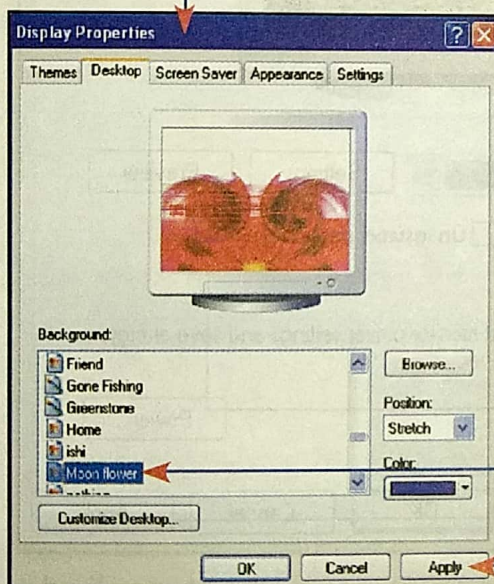 Display Properties
Themes Desktop Screen Saver Appearance Settings
Background:
Friend
Gone Fishing
Greenstone
Home
ishi
Moon flower
Browse...
Position:
Stretch
Color:
Customize Desktop...
OK Cancel Apply